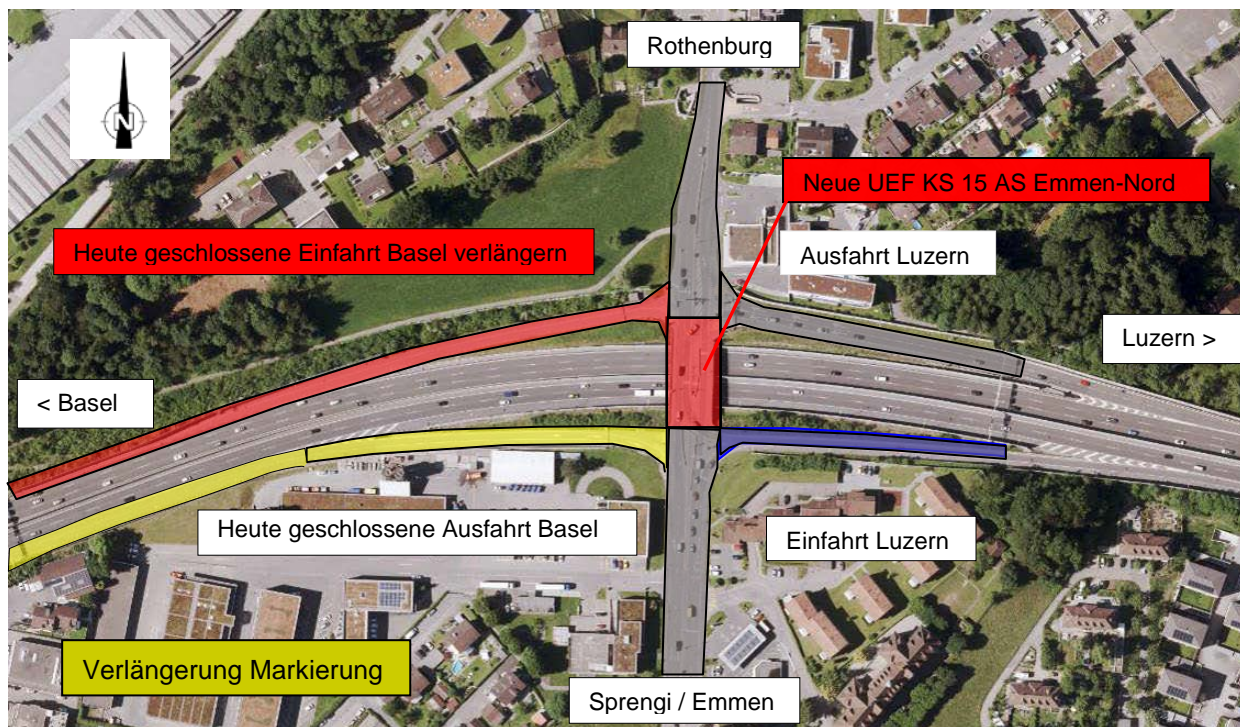 Rothenburg
N
Neue UEF KS 15 AS Emmen-Nord
Heute geschlossene Einfahrt Basel verlängern
Ausfahrt Luzern
Luzern >
< Basel
Heute geschlossene Ausfahrt Basel
Einfahrt Luzern
Verlängerung Markierung
Sprengi / Emmen